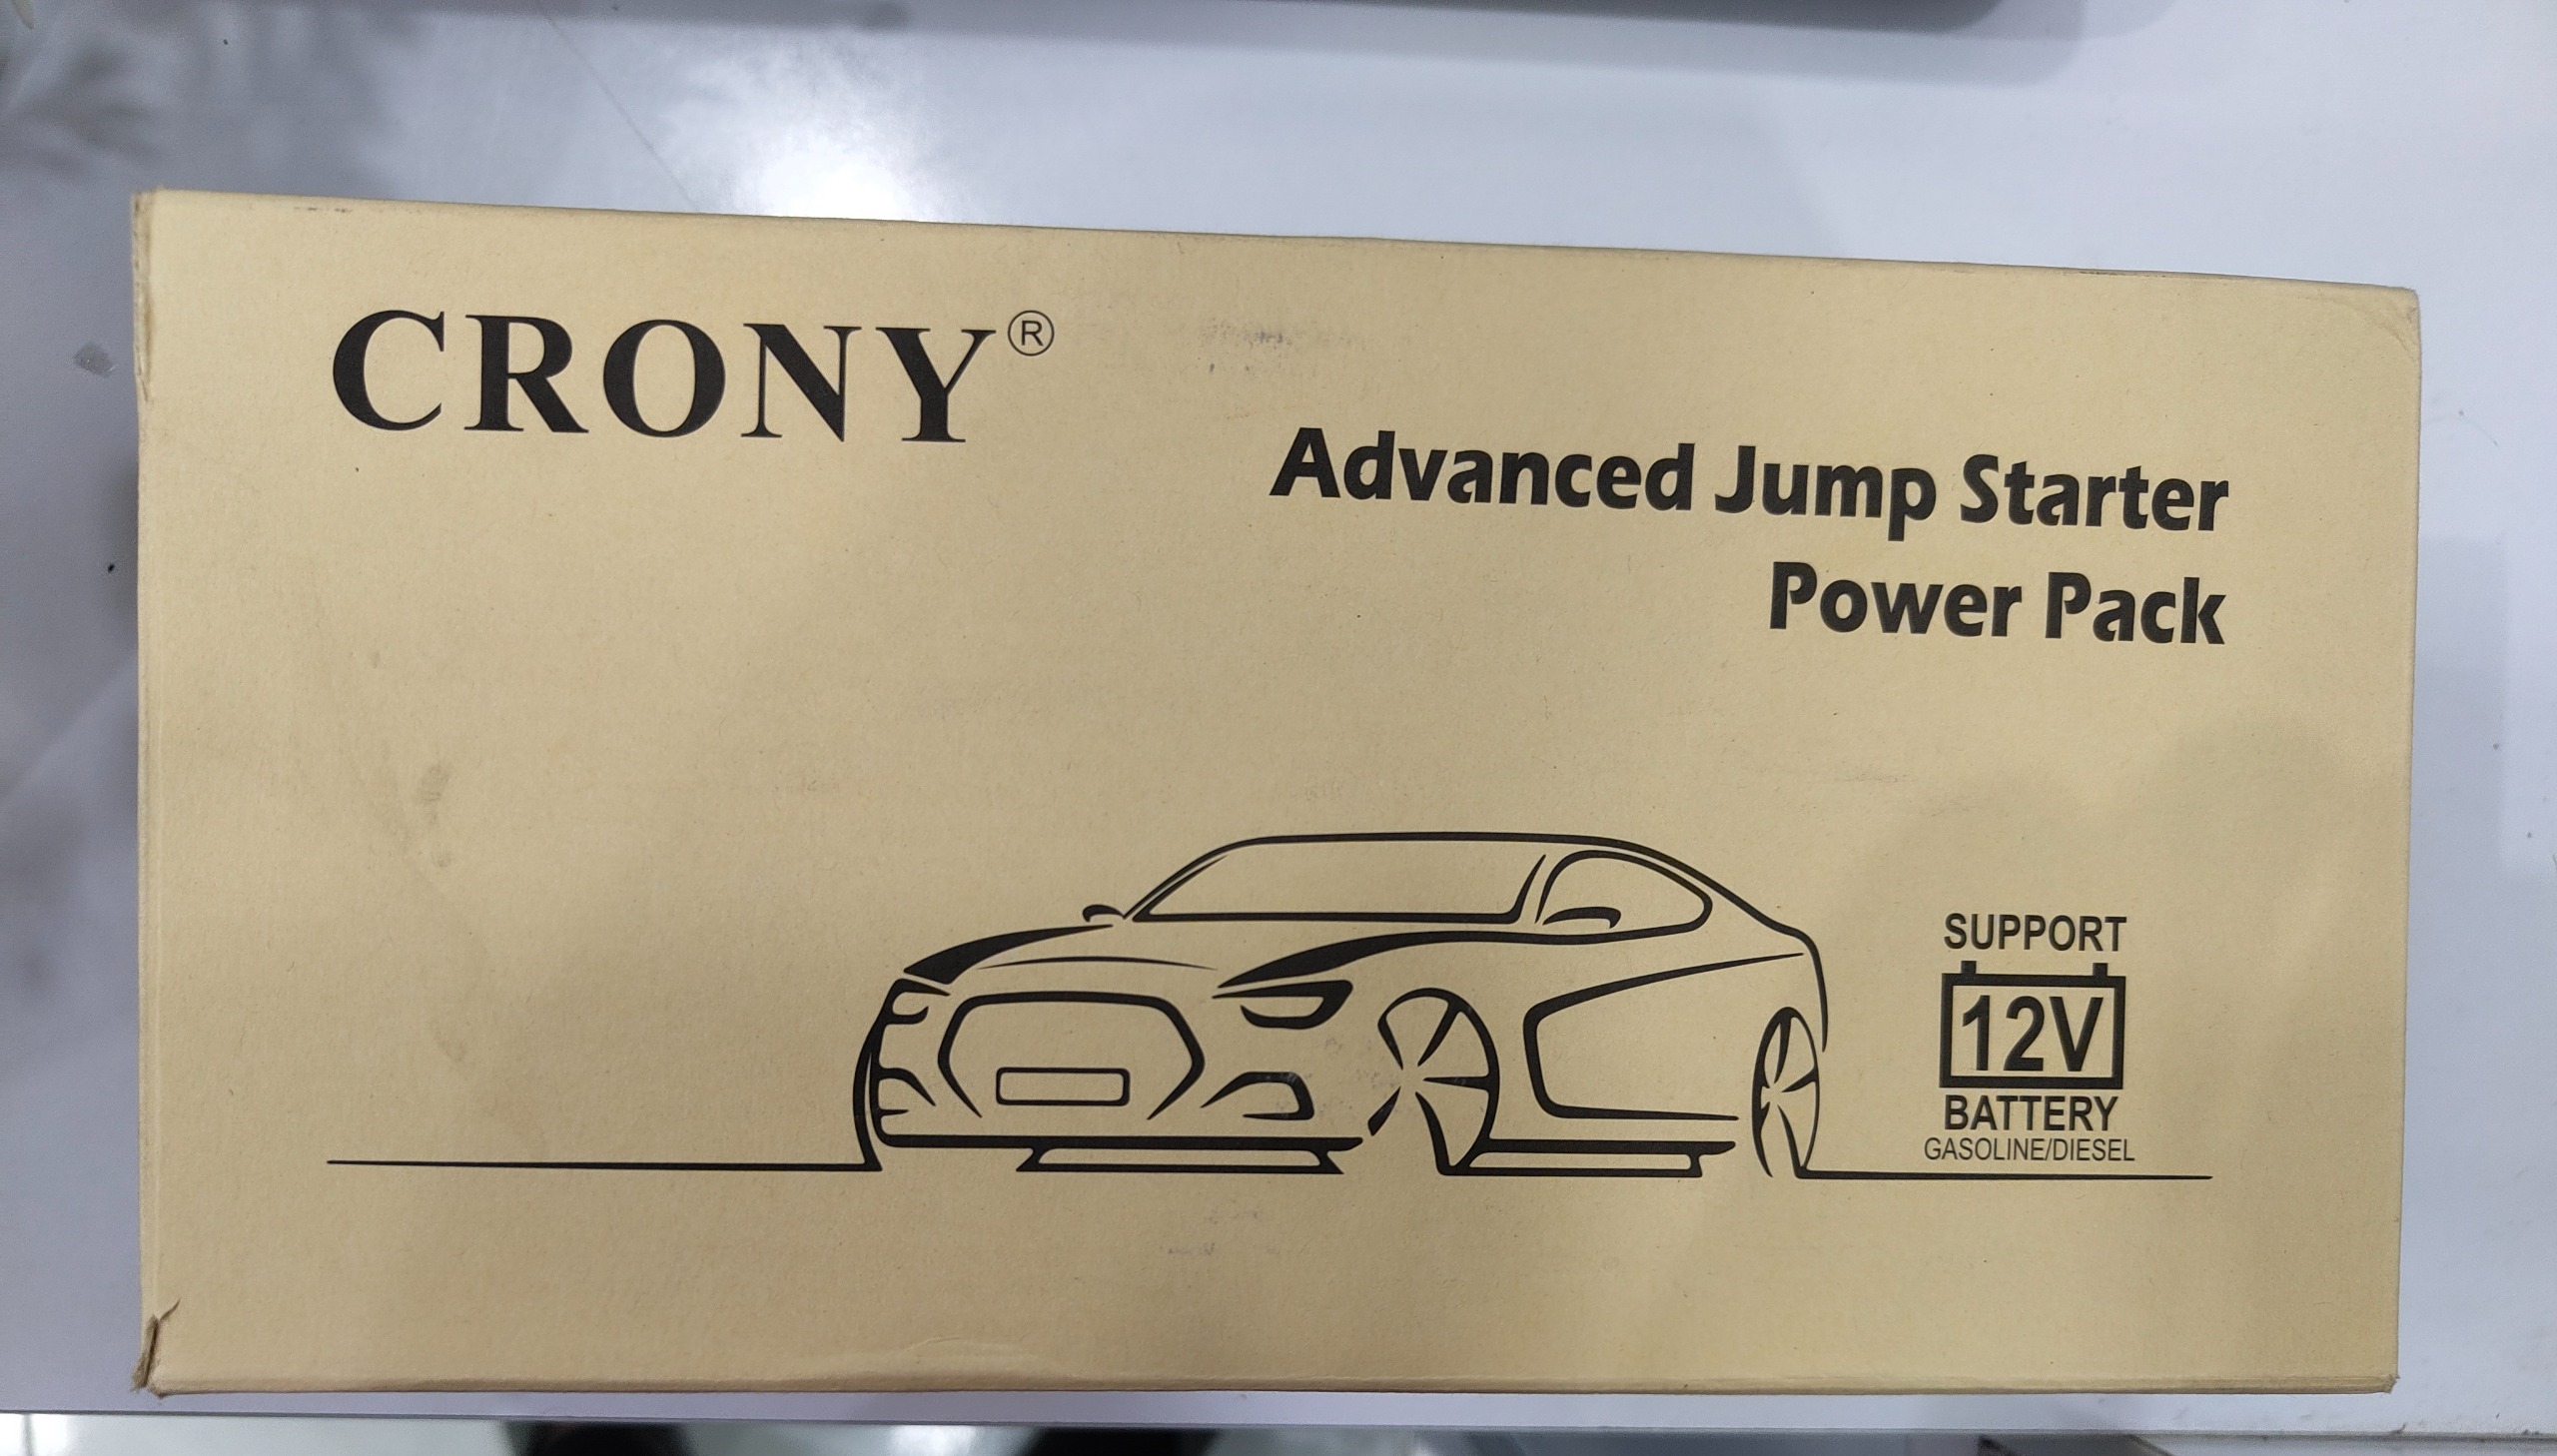 CRONY®
Advanced Jump Starter
Power Pack
SUPPORT
12V
BATTERY
GASOLINE/DIESEL